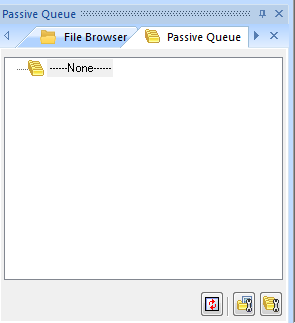 Passive Queue
File Browser Passive Queue
------None------